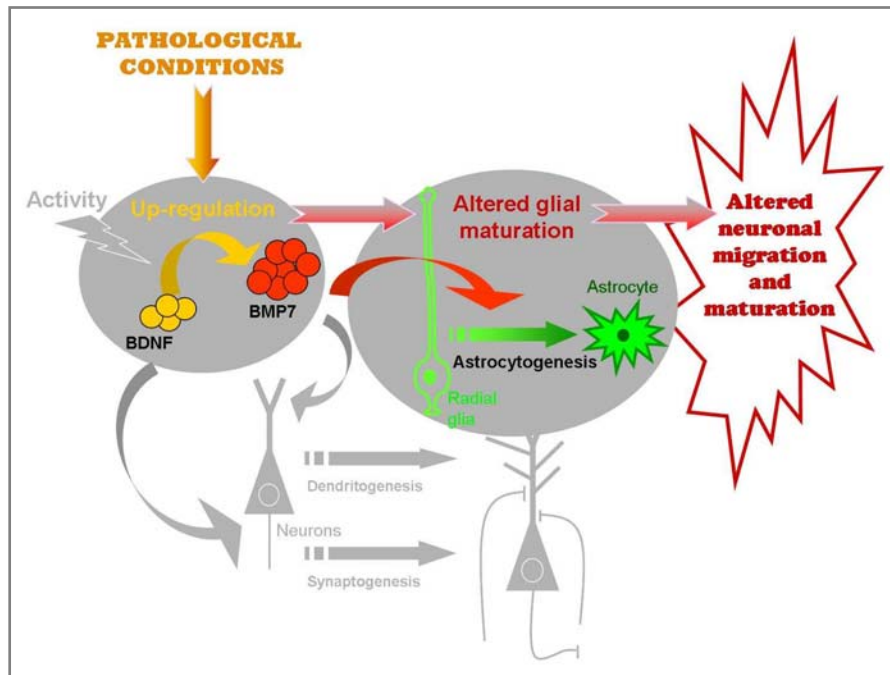 PATHOLOGICAL
CONDITIONS
Activity
Up-regulation
BDNF
BMP7
Altered glial
maturation
Astrocyte
Astrocytogenesis
Radial
glia
Altered
neuronal
migration
and
maturation
Dendritogenesis
Neurons
Synaptogenesis